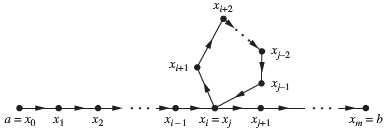 x_{i+2}
x_{j–2}
x_{i+1}
x_{j–1}
a = x_0 x_1 x_2 ... x_{i–1} x_i = x_j x_{j+1} ... x_m = b